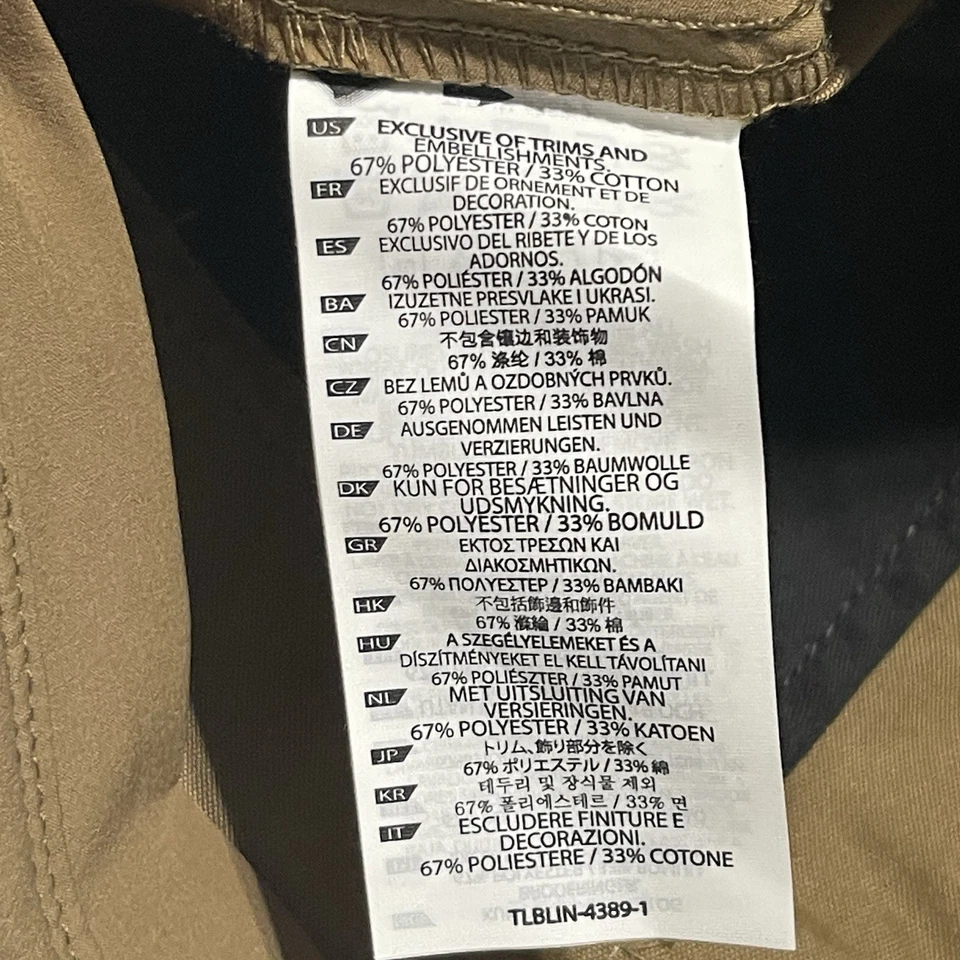 US EXCLUSIVE OF TRIMS AND
EMBELLISHMENTS.
67% POLYESTER / 33% COTTON
FR EXCLUSIF DE ORNEMENT ET DE
DECORATION.
67% POLYESTER / 33% COTON
ES EXCLUSIVO DEL RIBETE Y DE LOS
ADORNOS.
67% POLIÉSTER / 33% ALGODÓN
BA IZUZETNE PRESVLAKE I UKRASI.
67% POLIESTER / 33% PAMUK
CN 不包含镶边和装饰物
67% 涤纶 / 33% 棉
CZ BEZ LEMŮ A OZDOBNÝCH PRVKŮ.
67% POLYESTER / 33% BAVLNA
DE AUSGENOMMEN LEISTEN UND
VERZIERUNGEN.
67% POLYESTER / 33% BAUMWOLLE
DK KUN FOR BESÆTNINGER OG
UDSMYKNING.
67% POLYESTER / 33% BOMULD
GR ΕΚΤΟΣ ΤΡΕΣΩΝ ΚΑΙ
ΔΙΑΚΟΣΜΗΤΙΚΩΝ.
67% ΠΟΛΥΕΣΤΕΡ / 33% ΒΑΜΒΑΚΙ
HK 不包括飾邊和飾件
67% 滌綸 / 33% 棉
HU A SZEGÉLYELEMEKET ÉS A
DÍSZÍTMÉNYEKET EL KELL TÁVOLÍTANI
67% POLIÉSZTER / 33% PAMUT
NL MET UITSLUITING VAN
VERSIERINGEN.
67% POLYESTER / 33% KATOEN
JP トリム、飾り部分を除く
67% ポリエステル / 33% 綿
KR 테두리 및 장식물 제외
67% 폴리에스테르 / 33% 면
IT ESCLUDERE FINITURE E
DECORAZIONI.
67% POLIESTERE / 33% COTONE
TLBLIN-4389-1